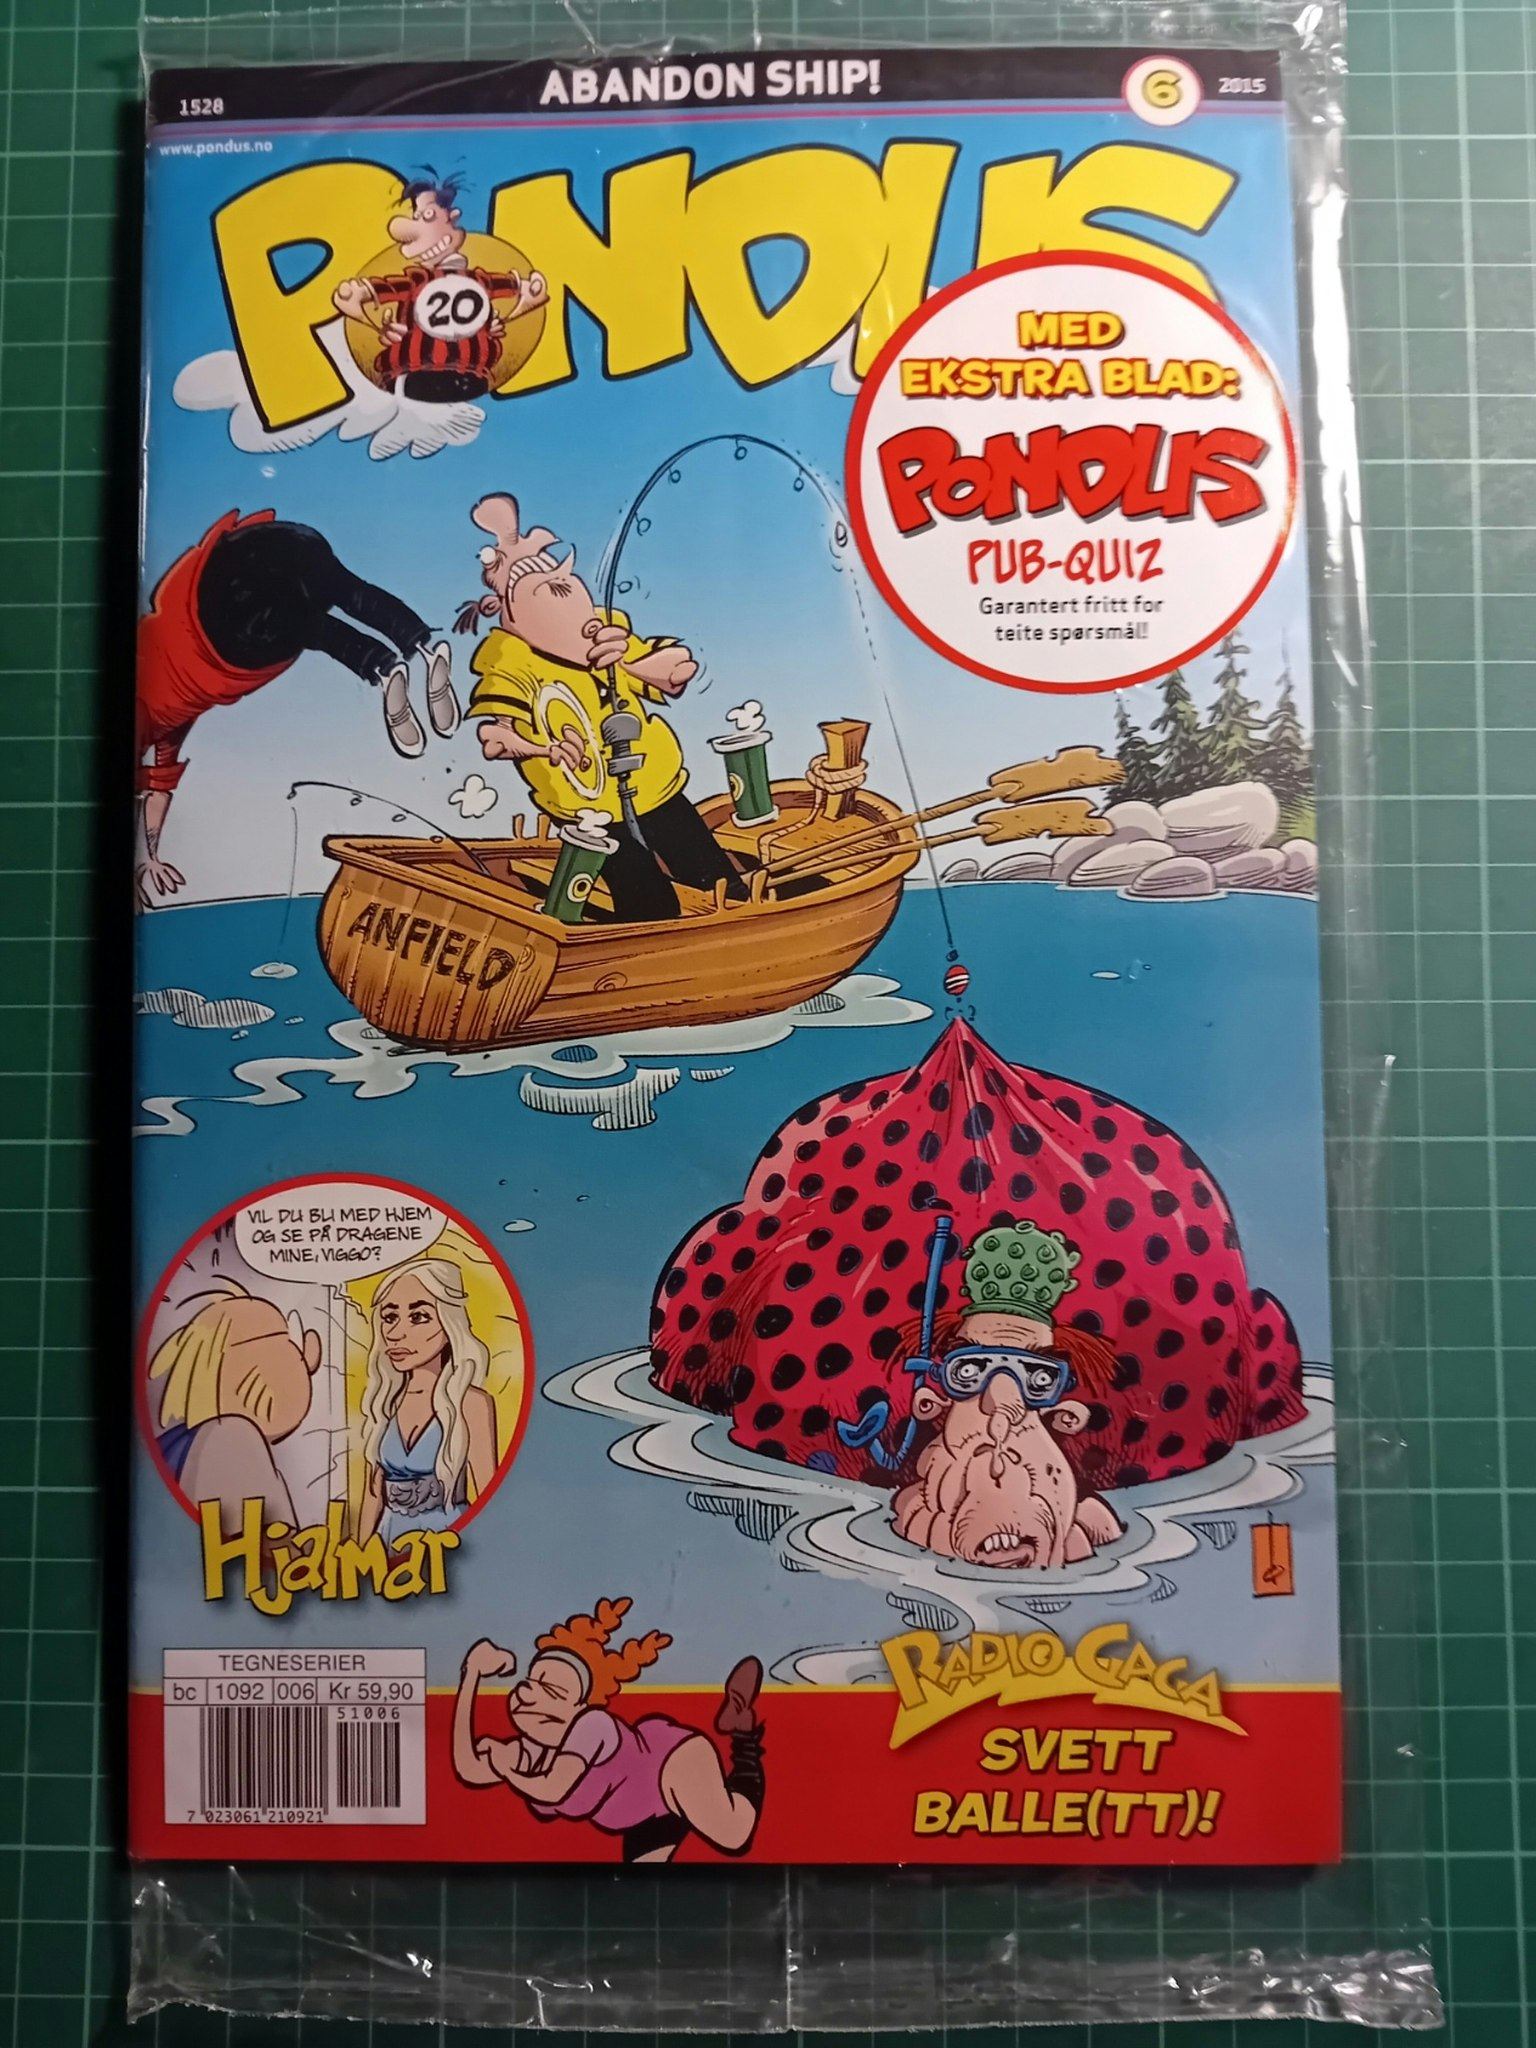 ABANDON SHIP!
1528
6
2015
www.pondus.no
PONDUS
20
MED
EKSTRA BLAD:
PONDUS
PUB-QUIZ
Garantert fritt for
teite spørsmål!
ANFIELD
VIL DU BLI MED HJEM
OG SE PÅ DRAGENE
MINE, VIGGO?
Hjalmar
TEGNESERIER
bc 1092 006 Kr 59,90
51006
7 023061 210921
RADIO GAGA
SVETT
BALLE(TT)!